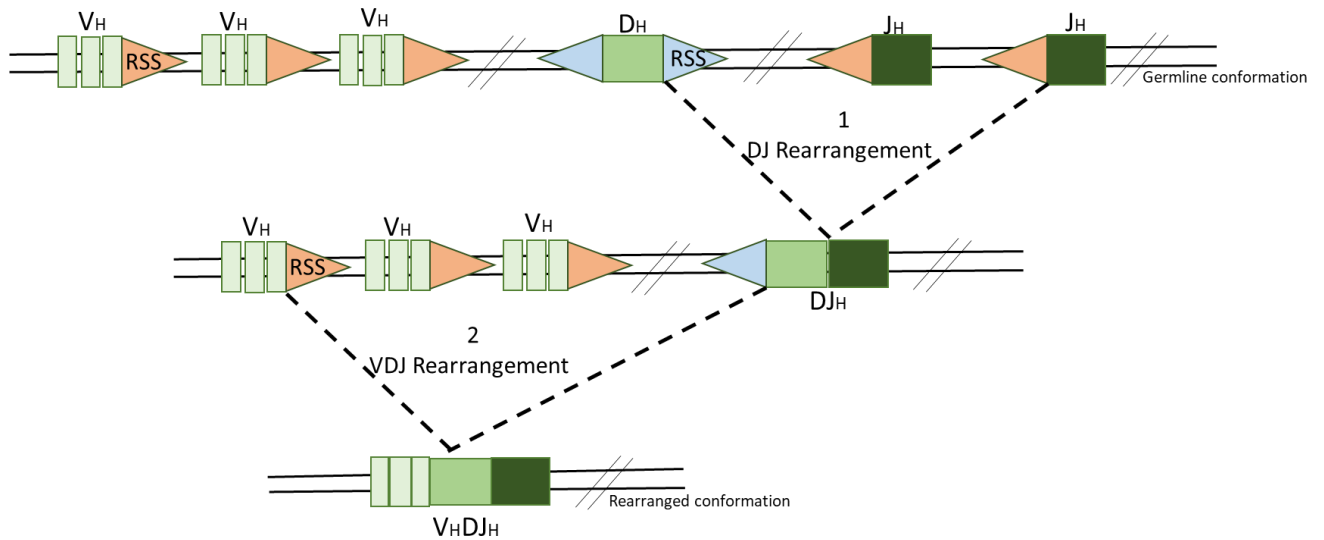 VH
VH
VH
DH
JH
JH
RSS
RSS
Germline conformation
1
DJ Rearrangement
VH
VH
VH
RSS
DJH
2
VDJ Rearrangement
Rearranged conformation
VHDJH